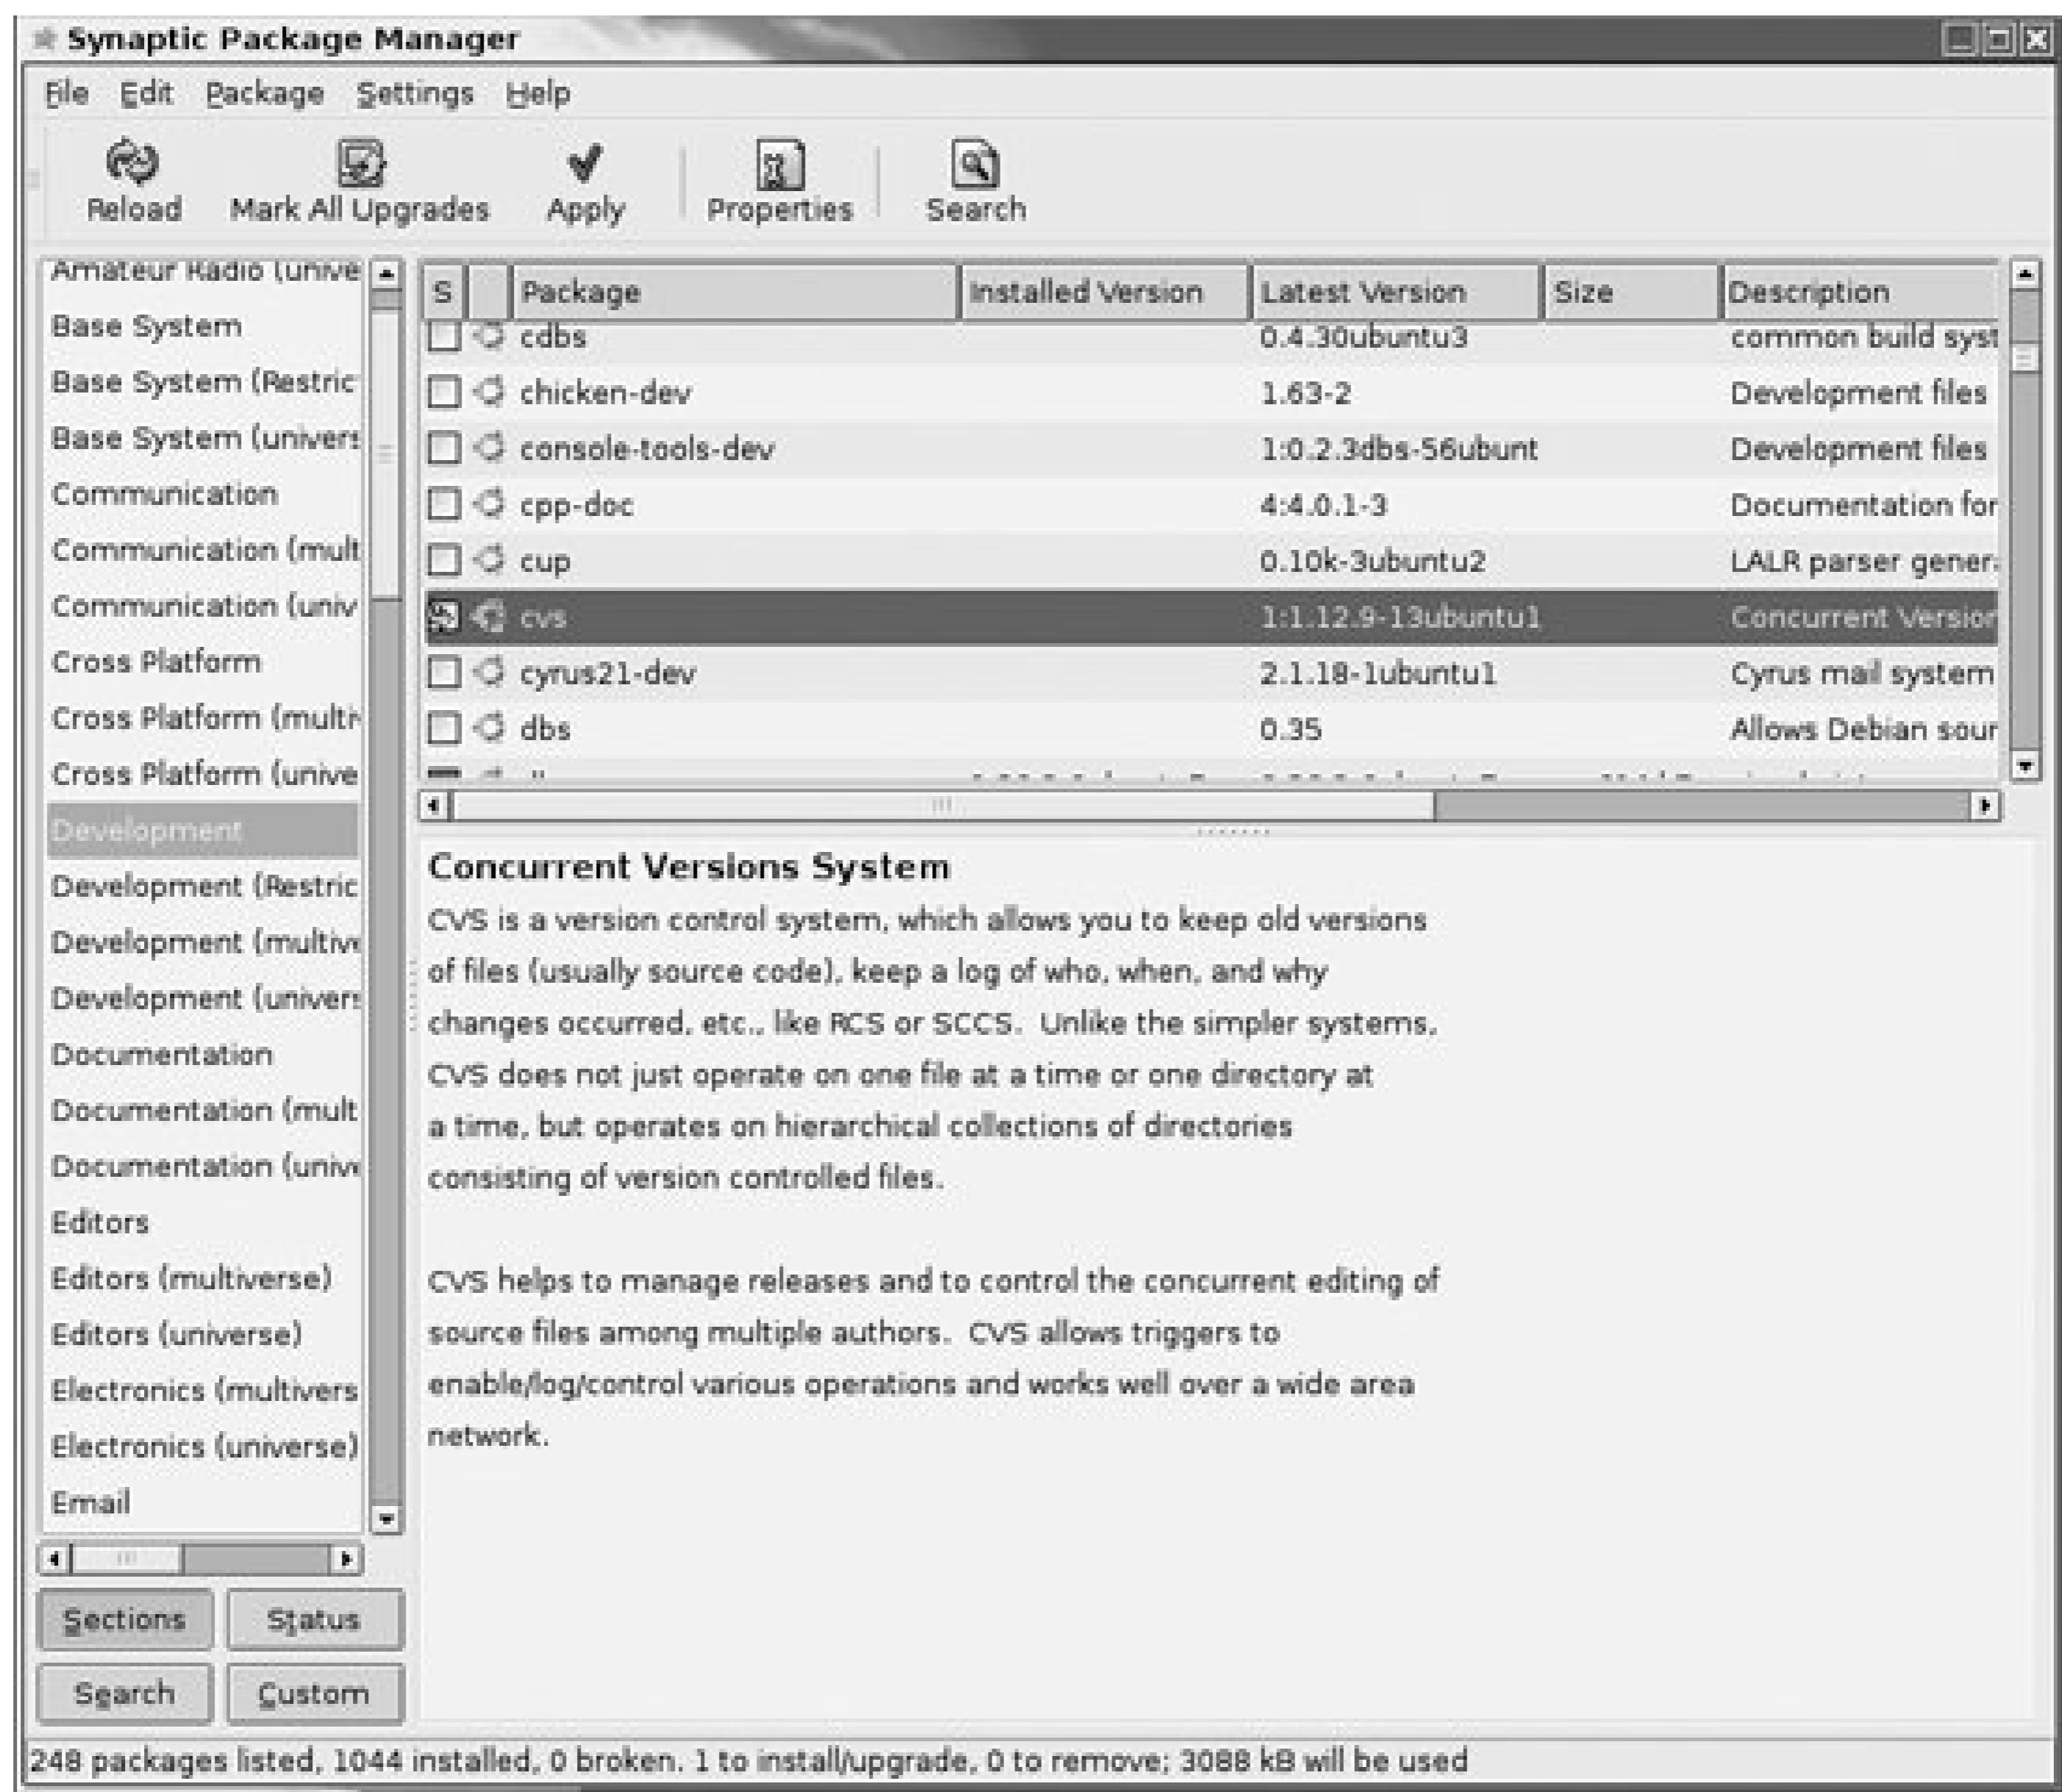 Synaptic Package Manager
File Edit Package Settings Help
Reload Mark All Upgrades Apply Properties Search
Amateur Radio (unive
Base System
Base System (Restric
Base System (univers
Communication
Communication (mult
Communication (univ
Cross Platform
Cross Platform (multi
Cross Platform (unive
Development
Development (Restric
Development (multiv
Development (univers
Documentation
Documentation (mult
Documentation (unive
Editors
Editors (multiverse)
Editors (universe)
Electronics (multivers
Electronics (universe)
Email
Sections Status
Search Custom
S Package Installed Version Latest Version Size Description
cdbs 0.4.30ubuntu3 common build syst
chicken-dev 1.63-2 Development files
console-tools-dev 1:0.2.3dbs-56ubunt Development files
cpp-doc 4:4.0.1-3 Documentation for
cup 0.10k-3ubuntu2 LALR parser genera
cvs 1:1.12.9-13ubuntu1 Concurrent Version
cyrus21-dev 2.1.18-1ubuntu1 Cyrus mail system
dbs 0.35 Allows Debian sour
Concurrent Versions System
CVS is a version control system, which allows you to keep old versions
of files (usually source code), keep a log of who, when, and why
changes occurred, etc., like RCS or SCCS. Unlike the simpler systems,
CVS does not just operate on one file at a time or one directory at
a time, but operates on hierarchical collections of directories
consisting of version controlled files.
CVS helps to manage releases and to control the concurrent editing of
source files among multiple authors. CVS allows triggers to
enable/log/control various operations and works well over a wide area
network.
248 packages listed, 1044 installed, 0 broken. 1 to install/upgrade, 0 to remove; 3088 kB will be used